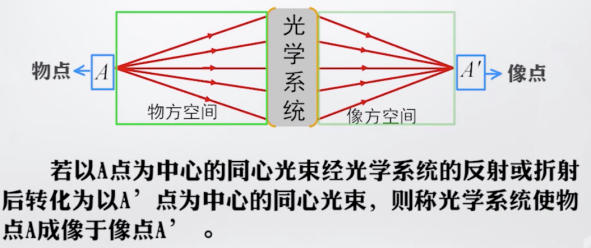 光学系统
物点
A
A'
像点
物方空间
像方空间
若以A点为中心的同心光束经光学系统的反射或折射
后转化为以A’点为中心的同心光束，则称光学系统使物
点A成像于像点A’ 。